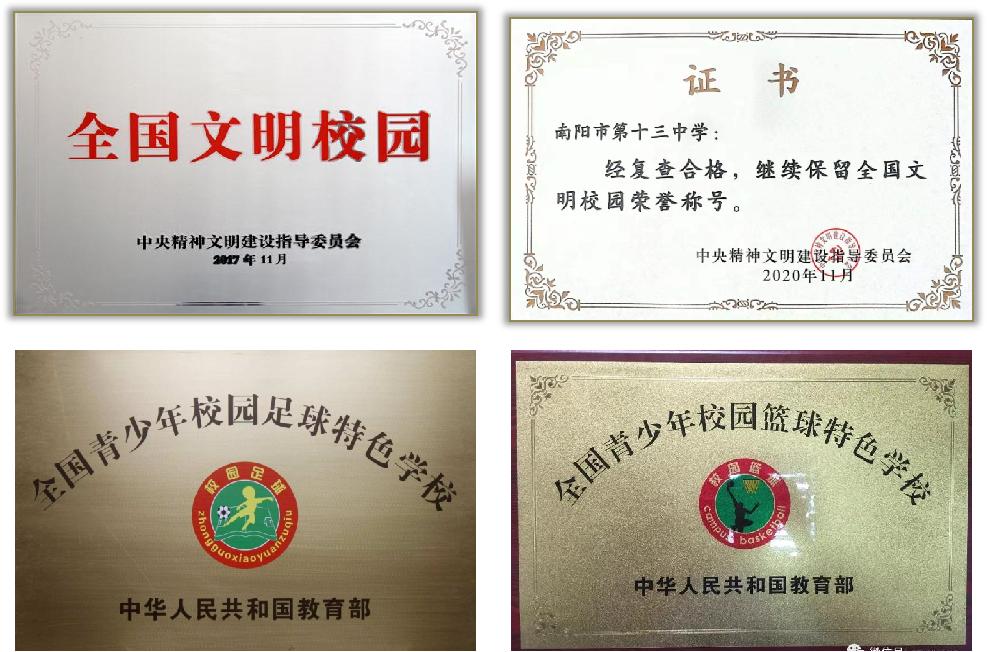 全国文明校园
中央精神文明建设指导委员会
2017年11月
证 书
南阳市第十三中学：
经复查合格，继续保留全国文
明校园荣誉称号。
中央精神文明建设指导委员会
2020年11月
全国青少年校园足球特色学校
校园足球
zhongguoxiaoyuanzuqiu
中华人民共和国教育部
全国青少年校园篮球特色学校
校园篮球
campus basketball
中华人民共和国教育部